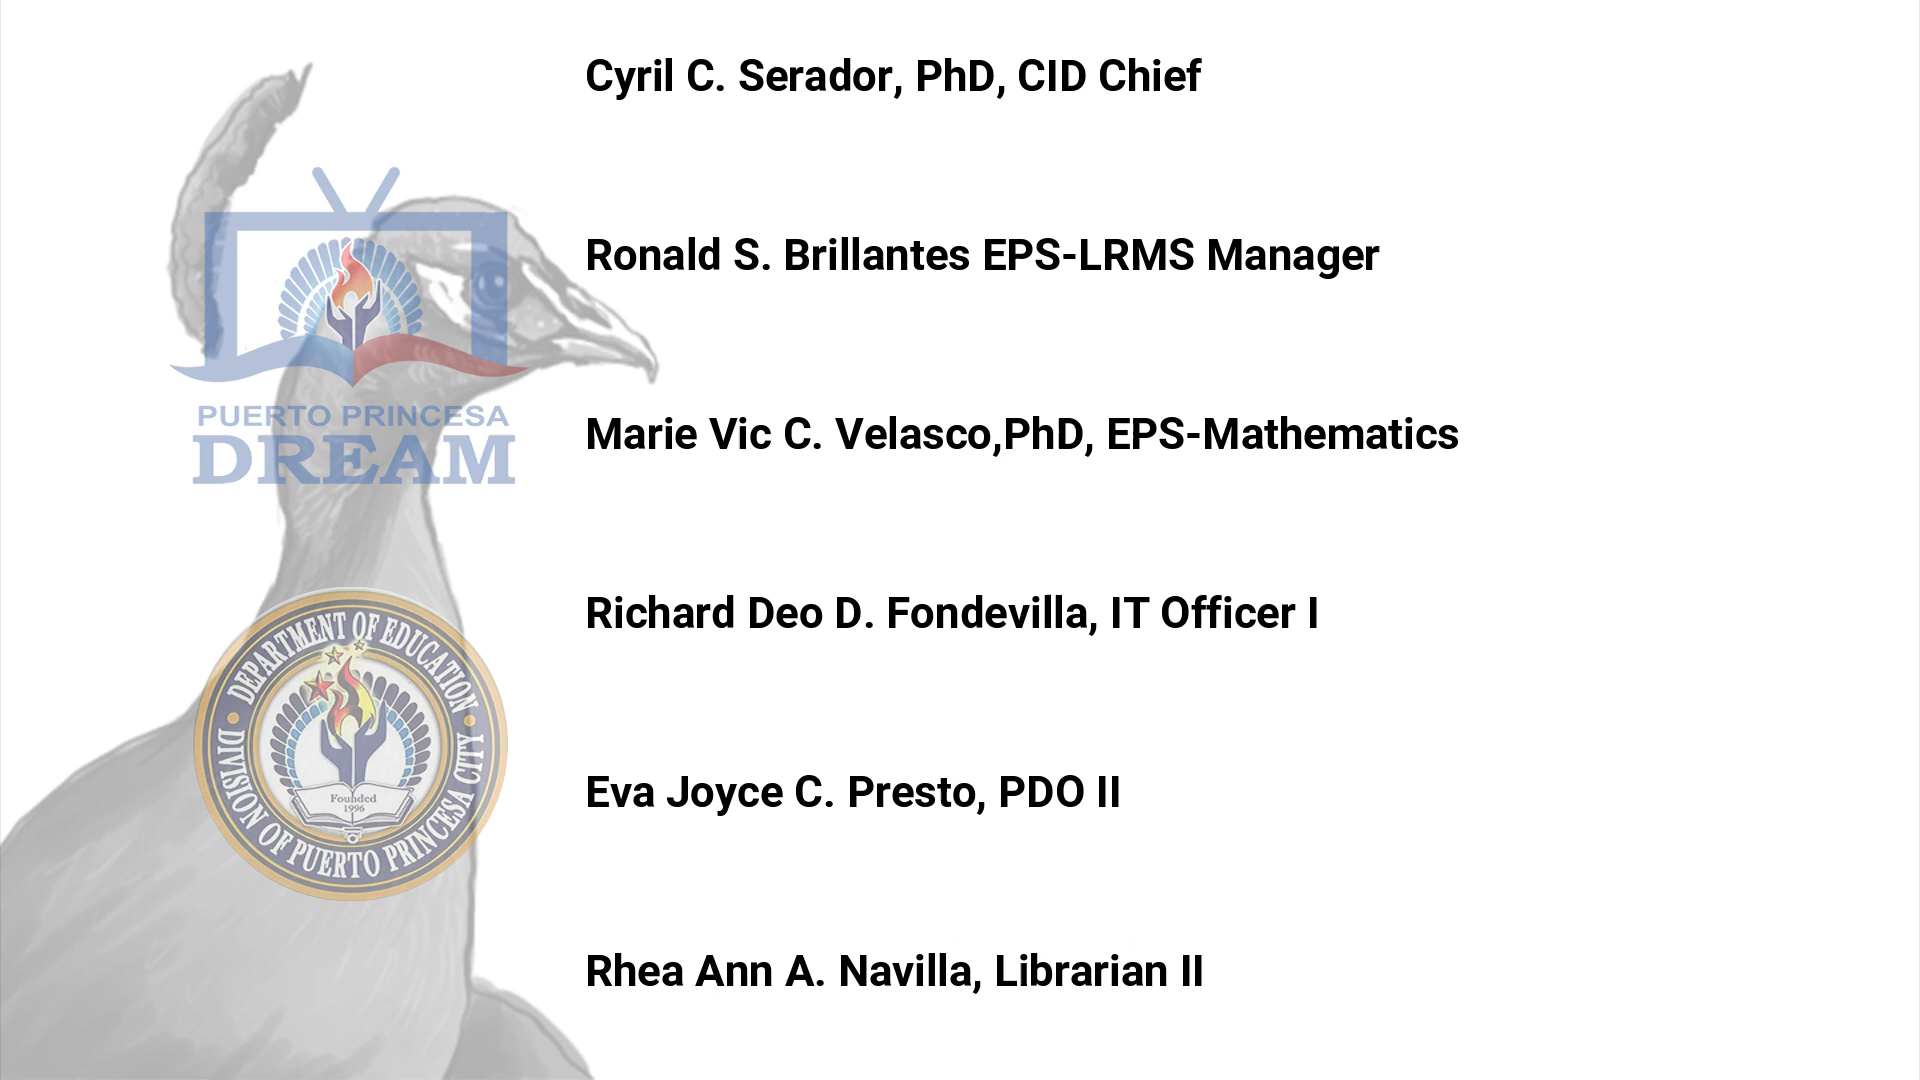 Cyril C. Serador, PhD, CID Chief
Ronald S. Brillantes EPS-LRMS Manager
Marie Vic C. Velasco,PhD, EPS-Mathematics
Richard Deo D. Fondevilla, IT Officer I
Eva Joyce C. Presto, PDO II
Rhea Ann A. Navilla, Librarian II
PUERTO PRINCESA
DREAM
DEPARTMENT OF EDUCATION
DIVISION OF PUERTO PRINCESA CITY
Founded
1996